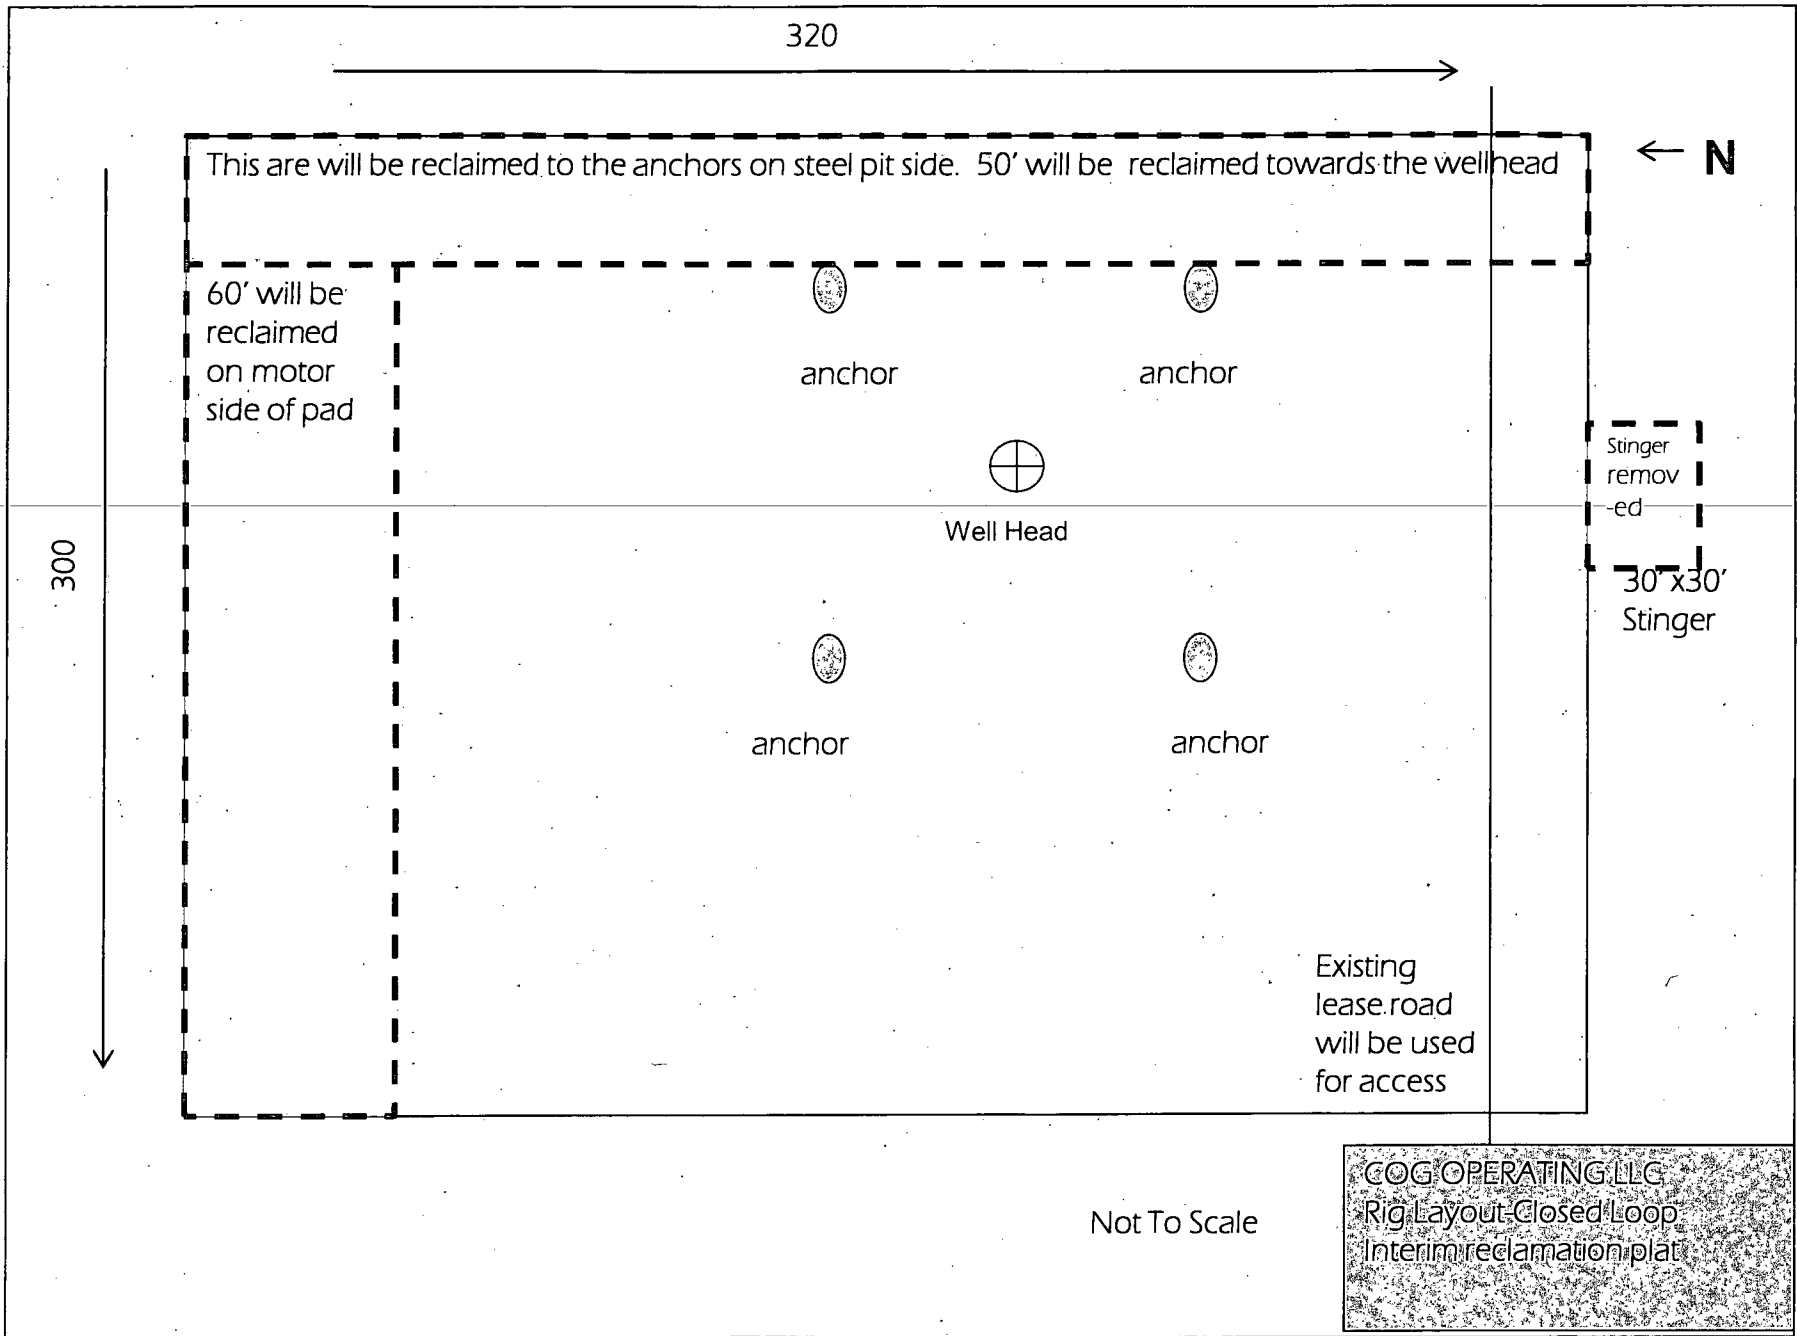 320
This are will be reclaimed to the anchors on steel pit side. 50' will be reclaimed towards the wellhead
← N
60' will be
reclaimed
on motor
side of pad
anchor
anchor
Stinger
remov
-ed
Well Head
300
30' x30'
Stinger
anchor
anchor
Existing
lease road
will be used
for access
COG OPERATING LLC
Rig Layout-Closed Loop
Interim reclamation plat
Not To Scale